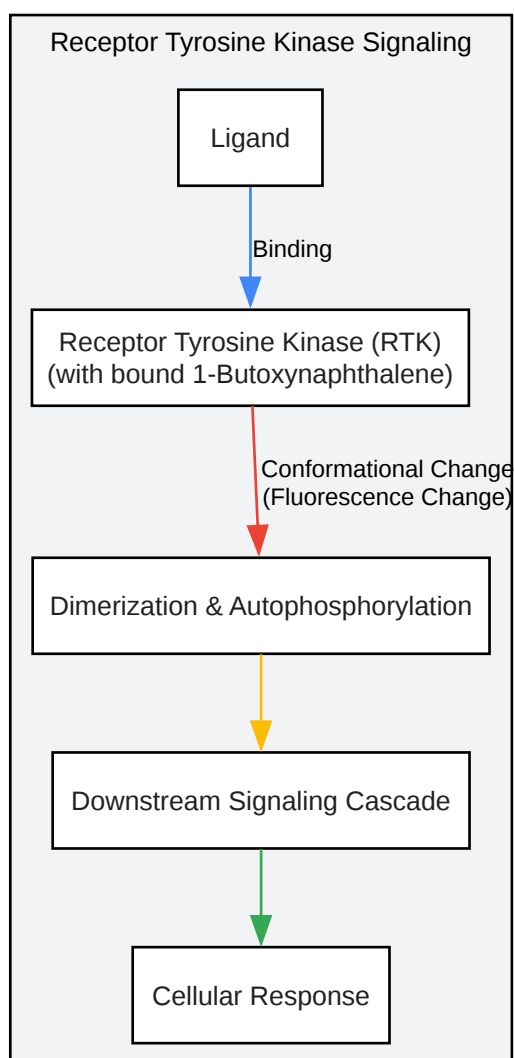 Receptor Tyrosine Kinase Signaling
Ligand
Binding
Receptor Tyrosine Kinase (RTK)
(with bound 1-Butoxynaphthalene)
Conformational Change
(Fluorescence Change)
Dimerization & Autophosphorylation
Downstream Signaling Cascade
Cellular Response